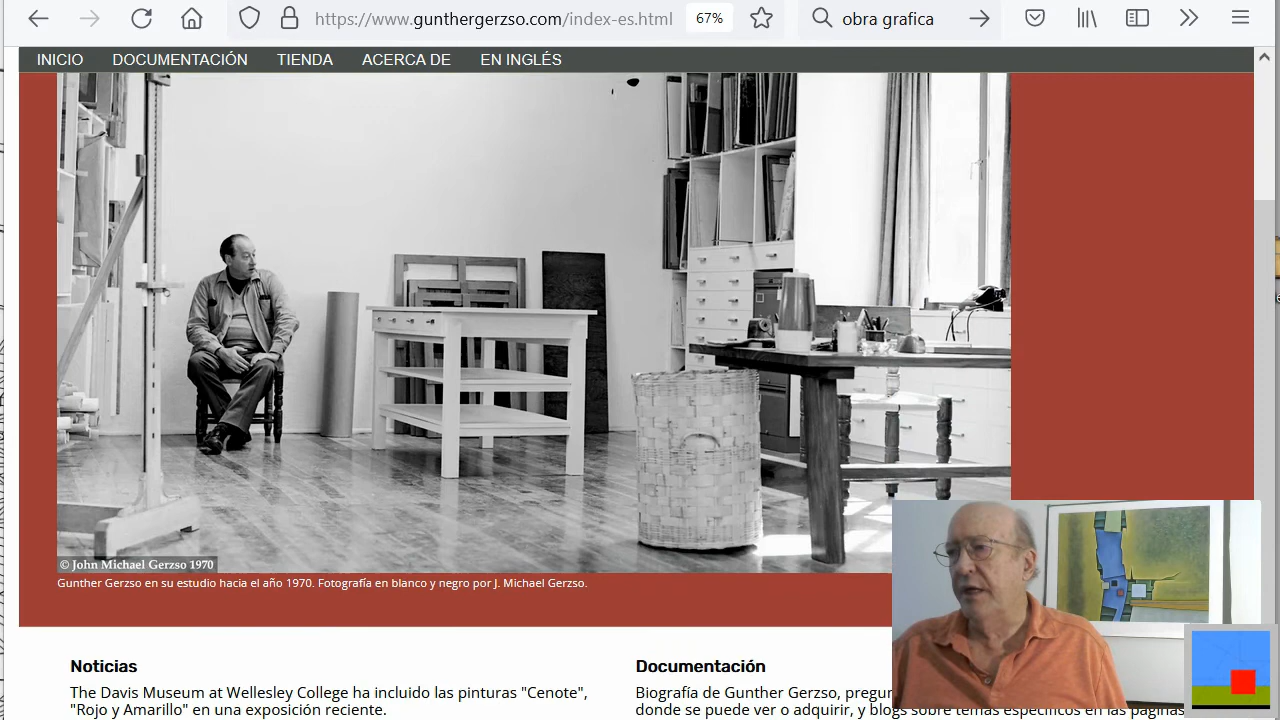 https://www.gunthergerzso.com/index-es.html
67%
obra grafica
INICIO
DOCUMENTACIÓN
TIENDA
ACERCA DE
EN INGLÉS
© John Michael Gerzso 1970
Gunther Gerzso en su estudio hacia el año 1970. Fotografía en blanco y negro por J. Michael Gerzso.
Noticias
The Davis Museum at Wellesley College ha incluido las pinturas "Cenote",
"Rojo y Amarillo" en una exposición reciente.
Documentación
Biografía de Gunther Gerzso,
donde se puede ver o adquirir, y blogs sobre temas específicos en las páginas